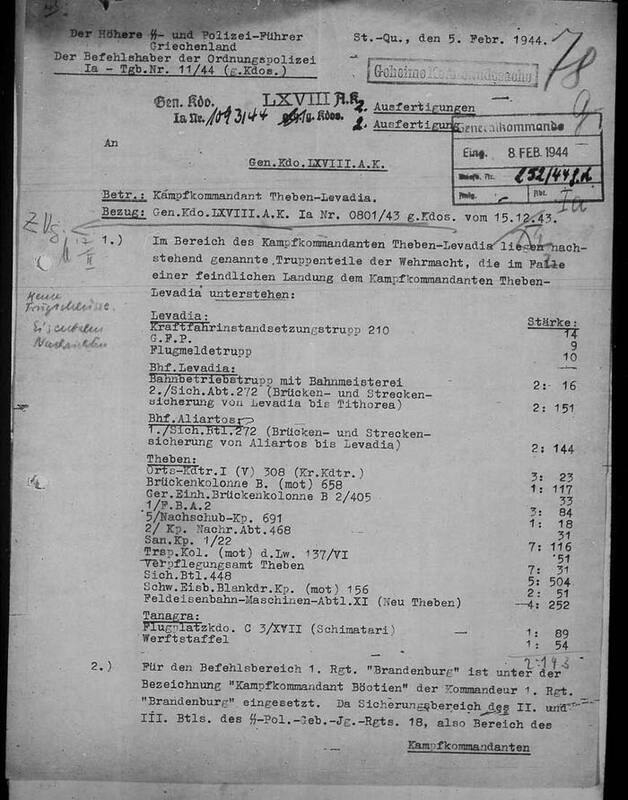 Der Höhere ᛋᛋ- und Polizei-Führer
Griechenland
Der Befehlshaber der Ordnungspolizei
Ia - Tgb.Nr. 11/44 (g.Kdos.)
St.-Qu., den 5. Febr. 1944.
78
Geheime Kommandosache
Gen. Kdo. LXVIII A.K.
Ia Nr. 1093/44 g.Kdos.
2 Ausfertigungen
2. Ausfertigung
Generalkommando
Eing. 8 FEB 1944
Ia
An
Gen.Kdo.LXVIII.A.K.
Betr.: Kampfkommandant Theben-Levadia.
Bezug: Gen.Kdo.LXVIII.A.K. Ia Nr. 0801/43 g.Kdos. vom 15.12.43.
1.) Im Bereich des Kampfkommandanten Theben-Levadia liegen nach-
stehend genannte Truppenteile der Wehrmacht, die im Falle
einer feindlichen Landung dem Kampfkommandanten Theben-
Levadia unterstehen:
Levadia: Stärke:
Kraftfahrinstandsetzungstrupp 210 14
G.F.P. 9
Flugmeldetrupp 10
Bhf.Levadia:
Bahnbetriebstrupp mit Bahnmeisterei 2: 16
2./Sich.Abt.272 (Brücken- und Strecken-
sicherung von Levadia bis Tithorea) 2: 151
Bhf.Aliartos:
1./Sich.Btl.272 (Brücken- und Strecken-
sicherung von Aliartos bis Levadia) 2: 144
Theben:
Orts-Kdtr.I (V) 308 (Kr.Kdtr.) 3: 23
Brückenkolonne B. (mot) 658 1: 117
Ger.Einh.Brückenkolonne B 2/405 33
1/F.B.A.2 3: 84
5/Nachschub-Kp. 691 1: 18
2/ Kp. Nachr.Abt.468 31
San.Kp. 1/22 7: 116
Trsp.Kol. (mot) d.Lw. 137/VI 51
Verpflegungsamt Theben 7: 31
Sich.Btl.448 5: 504
Schw.Eisb.Blankdr.Kp. (mot) 156 2: 51
Feldeisenbahn-Maschinen-Abtl.XI (Neu Theben) 4: 252
Tanagra:
Flugplatzkdo. C 3/XVII (Schimatari) 1: 89
Werftstaffel 1: 54
2.) Für den Befehlsbereich 1. Rgt. "Brandenburg" ist unter der
Bezeichnung "Kampfkommandant Böotien" der Kommandeur 1. Rgt.
"Brandenburg" eingesetzt. Da Sicherungsbereich des II. und
III. Btls. des ᛋᛋ-Pol.-Geb.-Jg.-Rgts. 18, also Bereich des
Kampfkommandanten